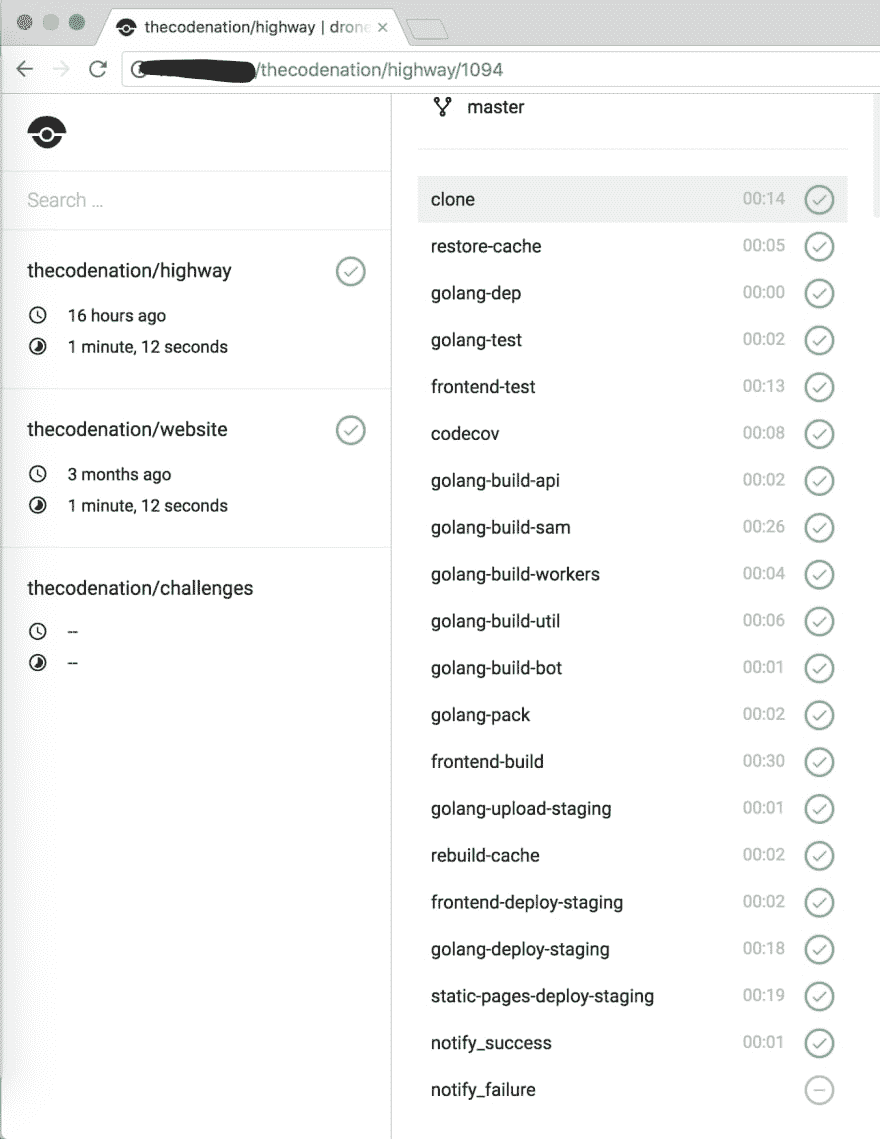 thecodenation/highway | drone
/thecodenation/highway/1094
Search ...
thecodenation/highway
16 hours ago
1 minute, 12 seconds
thecodenation/website
3 months ago
1 minute, 12 seconds
thecodenation/challenges
--
--
master
clone 00:14
restore-cache 00:05
golang-dep 00:00
golang-test 00:02
frontend-test 00:13
codecov 00:08
golang-build-api 00:02
golang-build-sam 00:26
golang-build-workers 00:04
golang-build-util 00:06
golang-build-bot 00:01
golang-pack 00:02
frontend-build 00:30
golang-upload-staging 00:01
rebuild-cache 00:02
frontend-deploy-staging 00:02
golang-deploy-staging 00:18
static-pages-deploy-staging 00:19
notify_success 00:01
notify_failure